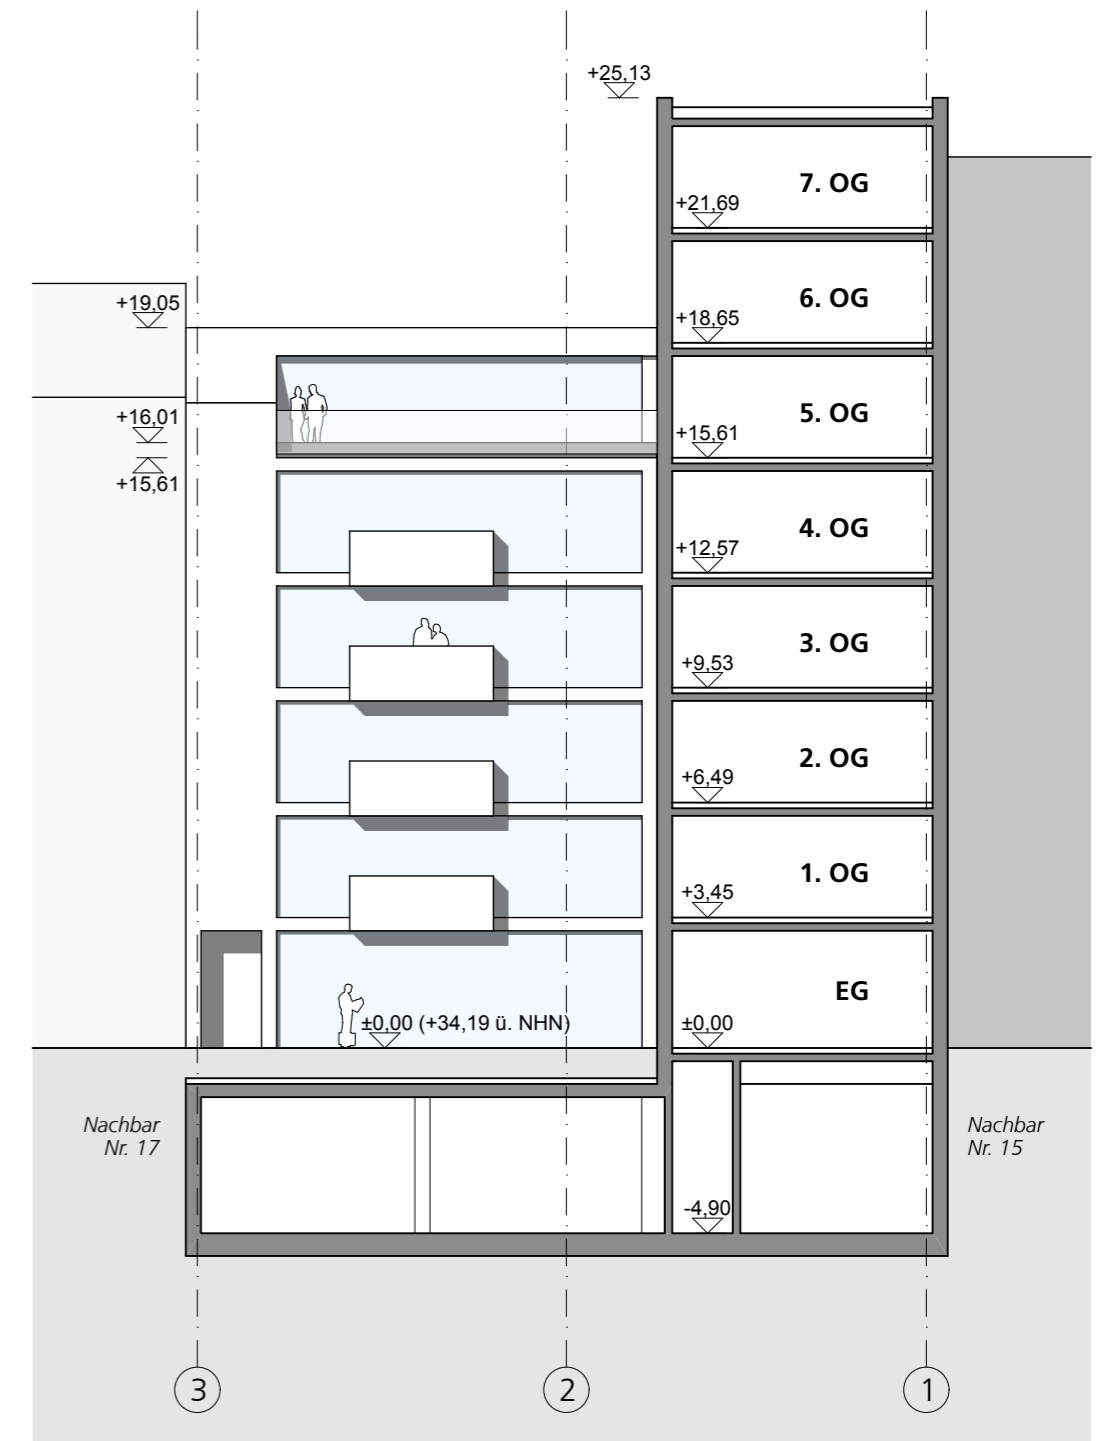 +25,13
7. OG
+21,69
6. OG
+19,05
+18,65
5. OG
+16,01
+15,61
+15,61
4. OG
+12,57
3. OG
+9,53
2. OG
+6,49
1. OG
+3,45
EG
±0,00 (+34,19 ü. NHN)
±0,00
Nachbar
Nr. 17
Nachbar
Nr. 15
-4,90
3
2
1